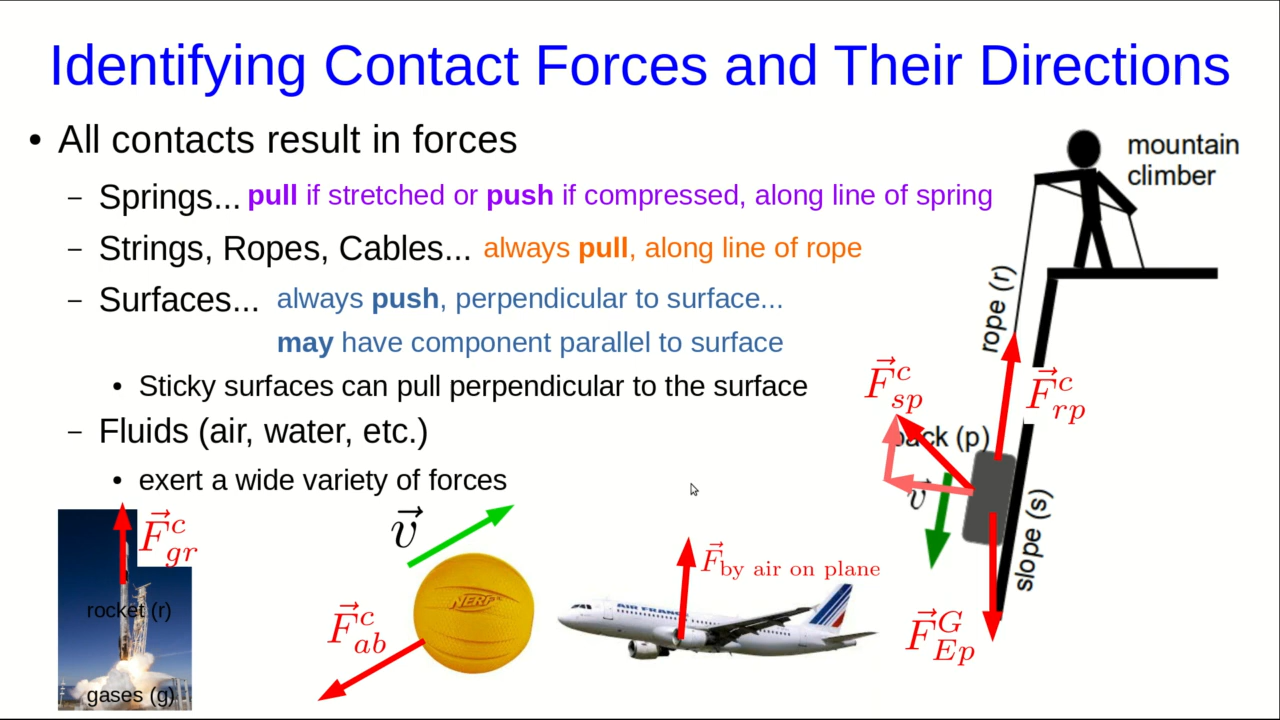 Identifying Contact Forces and Their Directions
• All contacts result in forces
– Springs... pull if stretched or push if compressed, along line of spring
– Strings, Ropes, Cables... always pull, along line of rope
– Surfaces... always push, perpendicular to surface...
may have component parallel to surface
• Sticky surfaces can pull perpendicular to the surface
– Fluids (air, water, etc.)
• exert a wide variety of forces
mountain
climber
rope (r)
F⃗^c_sp
F⃗^c_rp
pack (p)
v⃗
slope (s)
F⃗^G_Ep
F⃗^c_gr
rocket (r)
gases (g)
v⃗
NERF
F⃗^c_ab
F⃗_by air on plane
AIR FRANCE